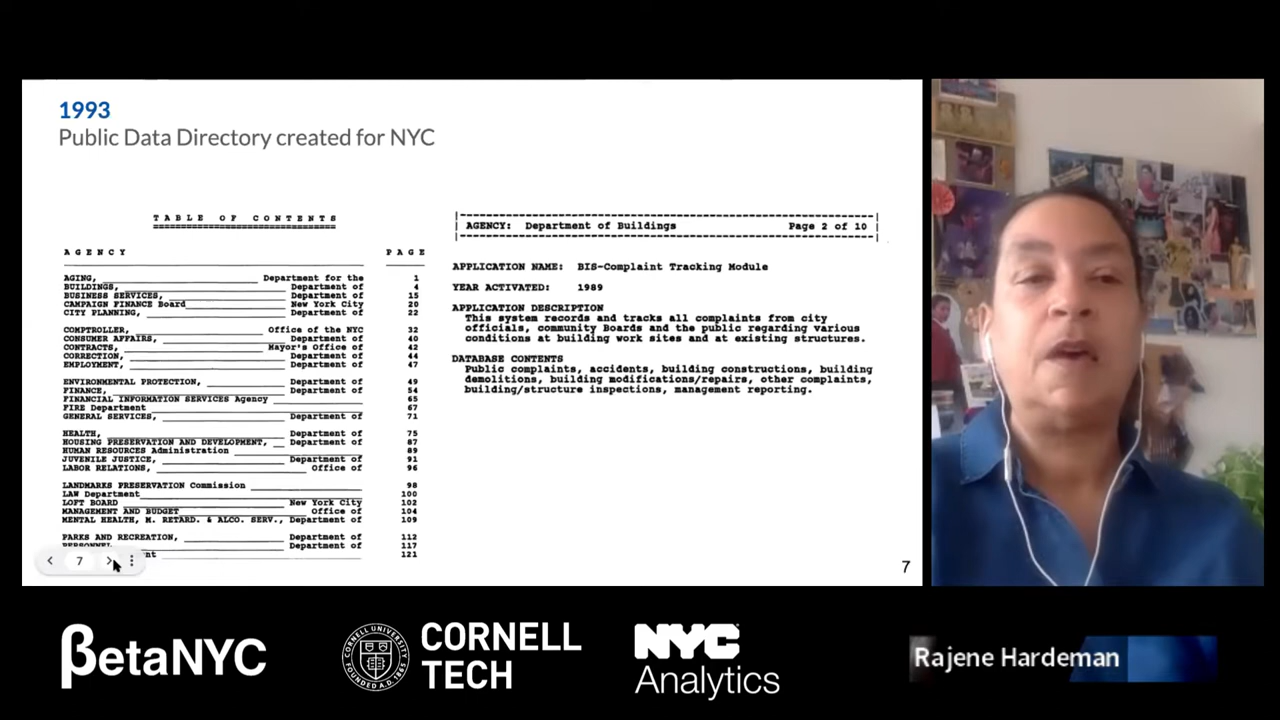 1993
Public Data Directory created for NYC
TABLE OF CONTENTS
AGENCY PAGE
AGING, Department for the 1
BUILDINGS, Department of 4
BUSINESS SERVICES, Department of 15
CAMPAIGN FINANCE Board New York City 20
CITY PLANNING, Department of 22
COMPTROLLER, Office of the NYC 32
CONSUMER AFFAIRS, Department of 40
CONTRACTS, Mayor's Office of 42
CORRECTION, Department of 44
EMPLOYMENT, Department of 47
ENVIRONMENTAL PROTECTION, Department of 49
FINANCE, Department of 54
FINANCIAL INFORMATION SERVICES Agency 65
FIRE Department 67
GENERAL SERVICES, Department of 71
HEALTH, Department of 75
HOUSING PRESERVATION AND DEVELOPMENT, Department of 87
HUMAN RESOURCES Administration 89
JUVENILE JUSTICE, Department of 91
LABOR RELATIONS, Office of 96
LANDMARKS PRESERVATION Commission 98
LAW Department 100
LOFT BOARD New York City 102
MANAGEMENT AND BUDGET Office of 104
MENTAL HEALTH, M. RETARD. & ALCO. SERV., Department of 109
PARKS AND RECREATION, Department of 112
PERSONNEL Department of 117
121
AGENCY: Department of Buildings Page 2 of 10
APPLICATION NAME: BIS-Complaint Tracking Module
YEAR ACTIVATED: 1989
APPLICATION DESCRIPTION
This system records and tracks all complaints from city
officials, community Boards and the public regarding various
conditions at building work sites and at existing structures.
DATABASE CONTENTS
Public complaints, accidents, building constructions, building
demolitions, building modifications/repairs, other complaints,
building/structure inspections, management reporting.
7
7
βetaNYC
CORNELL UNIVERSITY
FOUNDED A.D. 1865
CORNELL
TECH
NYC
Analytics
Rajene Hardeman